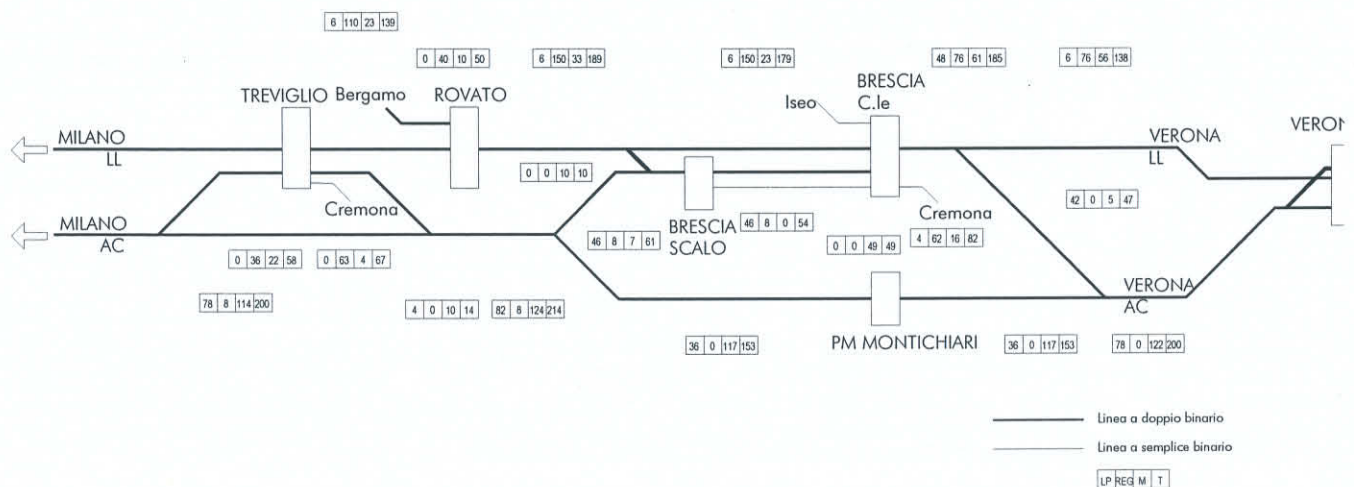 6 110 23 139
0 40 10 50
6 150 33 189
6 150 23 179
48 76 61 185
6 76 56 138
TREVIGLIO
Bergamo
ROVATO
Iseo
BRESCIA
C.le
MILANO
LL
VERONA
LL
VERON
0 0 10 10
Cremona
MILANO
AC
BRESCIA
SCALO
Cremona
42 0 5 47
46 8 7 61
46 8 0 54
0 0 49 49
4 62 16 82
0 36 22 58
0 63 4 67
78 8 114 200
4 0 10 14
82 8 124 214
VERONA
AC
36 0 117 153
PM MONTICHIARI
36 0 117 153
78 0 122 200
Linea a doppio binario
Linea a semplice binario
LP REG M T